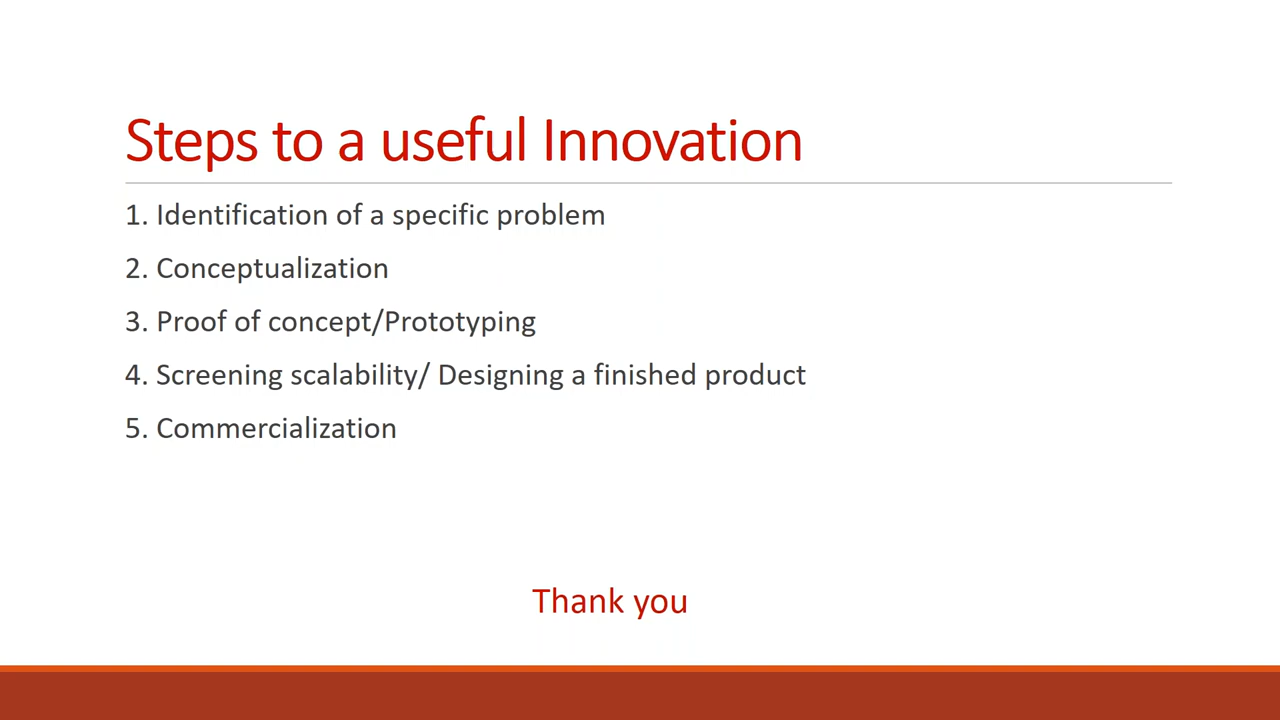 Steps to a useful Innovation
1. Identification of a specific problem
2. Conceptualization
3. Proof of concept/Prototyping
4. Screening scalability/ Designing a finished product
5. Commercialization
Thank you